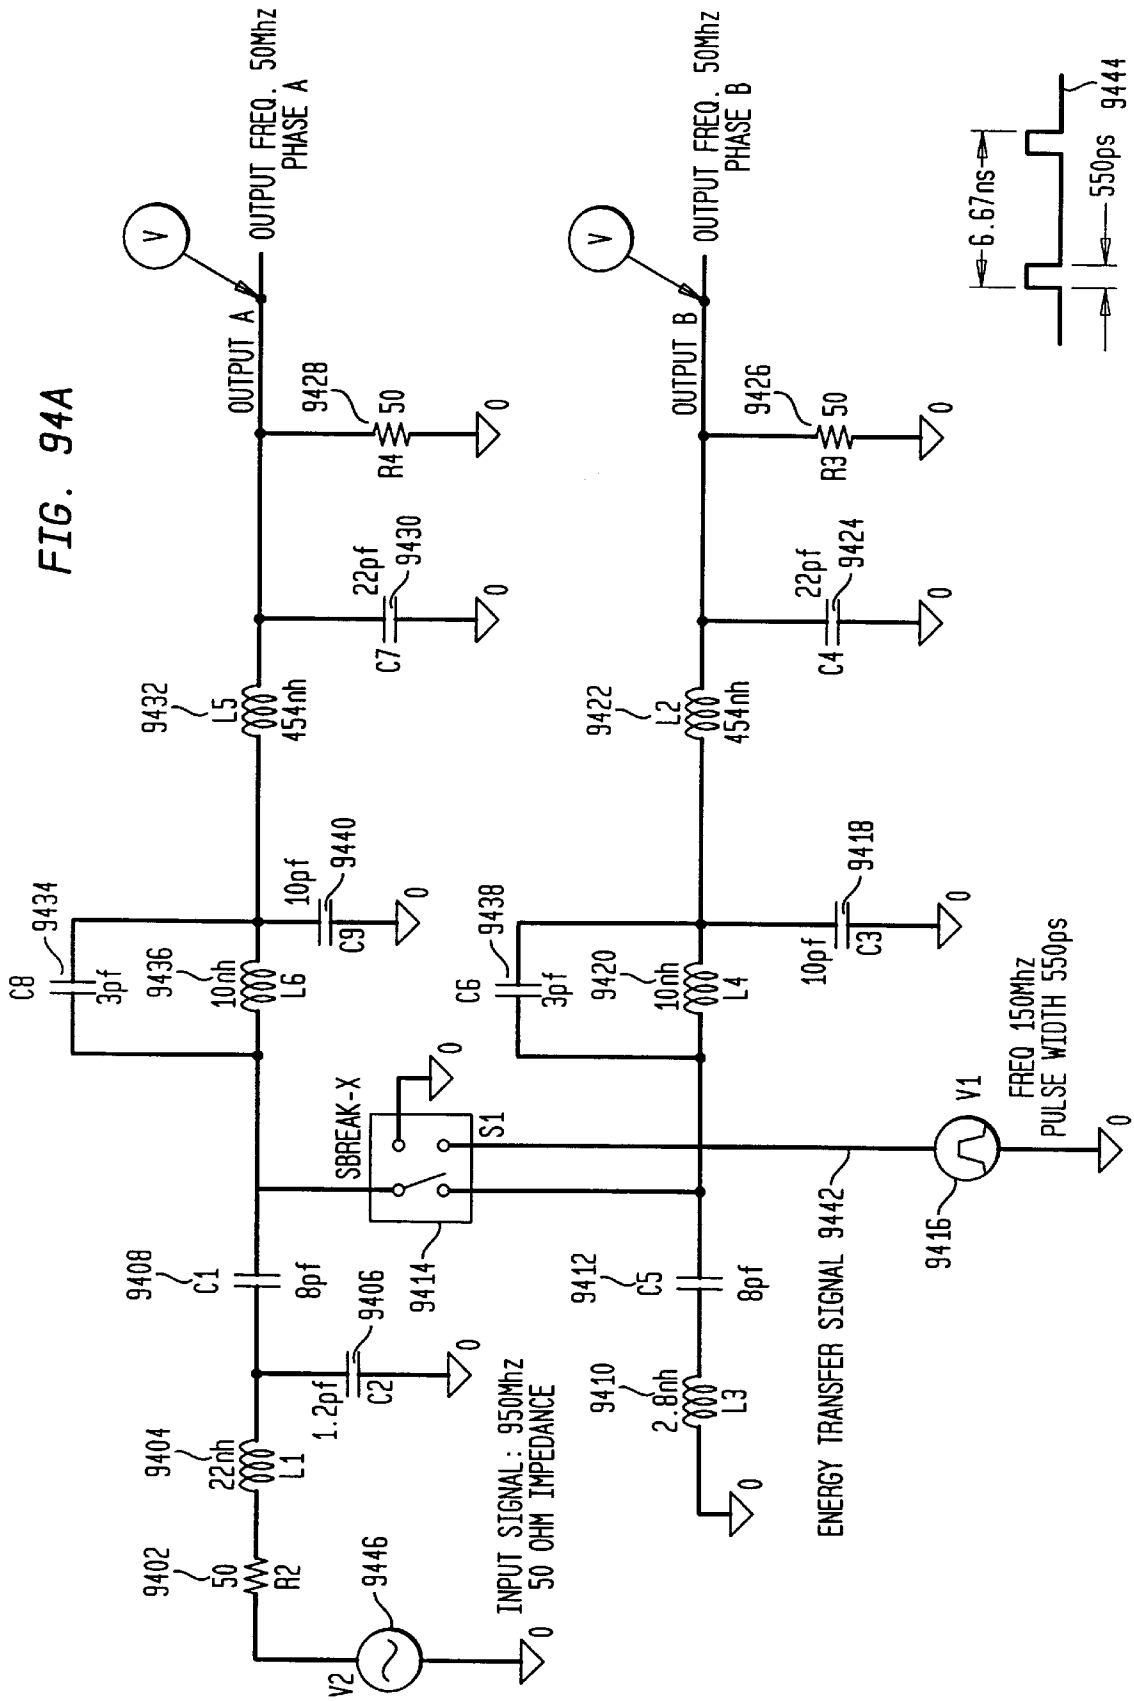 FIG. 94A
V
V
9434
C8
3pf
9436
10nh
L6
9432
L5
454nh
OUTPUT A
OUTPUT FREQ. 50Mhz
PHASE A
9402
50
R2
9404
22nh
L1
9408
C1
8pf
1.2pf
9406
C2
0
SBREAK-X
0
S1
9414
10pf
9440
C9
0
22pf
9430
C7
0
9428
50
R4
0
V2
9446
0
INPUT SIGNAL: 950Mhz
50 OHM IMPEDANCE
9410
2.8nh
L3
0
9412
C5
8pf
9438
C6
3pf
9420
10nh
L4
9422
L2
454nh
OUTPUT B
OUTPUT FREQ. 50Mhz
PHASE B
10pf
9418
C3
0
22pf
9424
C4
0
9426
50
R3
0
ENERGY TRANSFER SIGNAL 9442
9416
V1
FREQ 150Mhz
PULSE WIDTH 550ps
0
6.67ns
550ps
9444